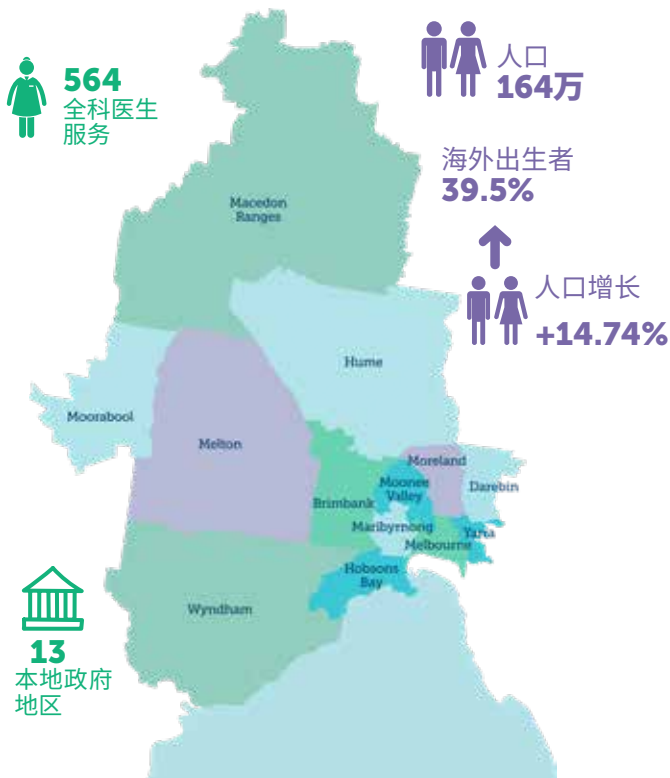 564
全科医生
服务
人口
164万
海外出生者
39.5%
人口增长
+14.74%
Macedon
Ranges
Hume
Moorabool
Melton
Moreland
Moonee
Valley
Darebin
Brimbank
Maribyrnong
Yarra
Melbourne
Hobsons
Bay
Wyndham
13
本地政府
地区